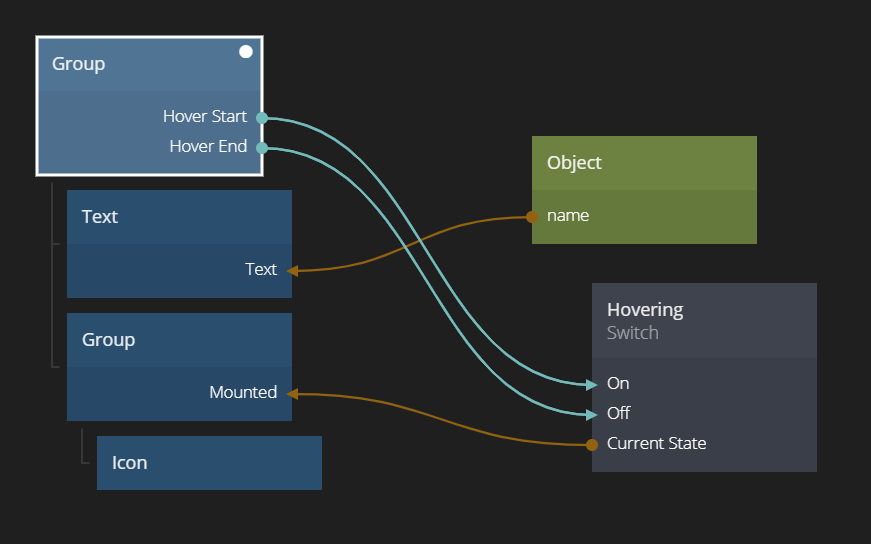 Group
Hover Start
Hover End
Text
Text
Group
Mounted
Icon
Object
name
Hovering
Switch
On
Off
Current State